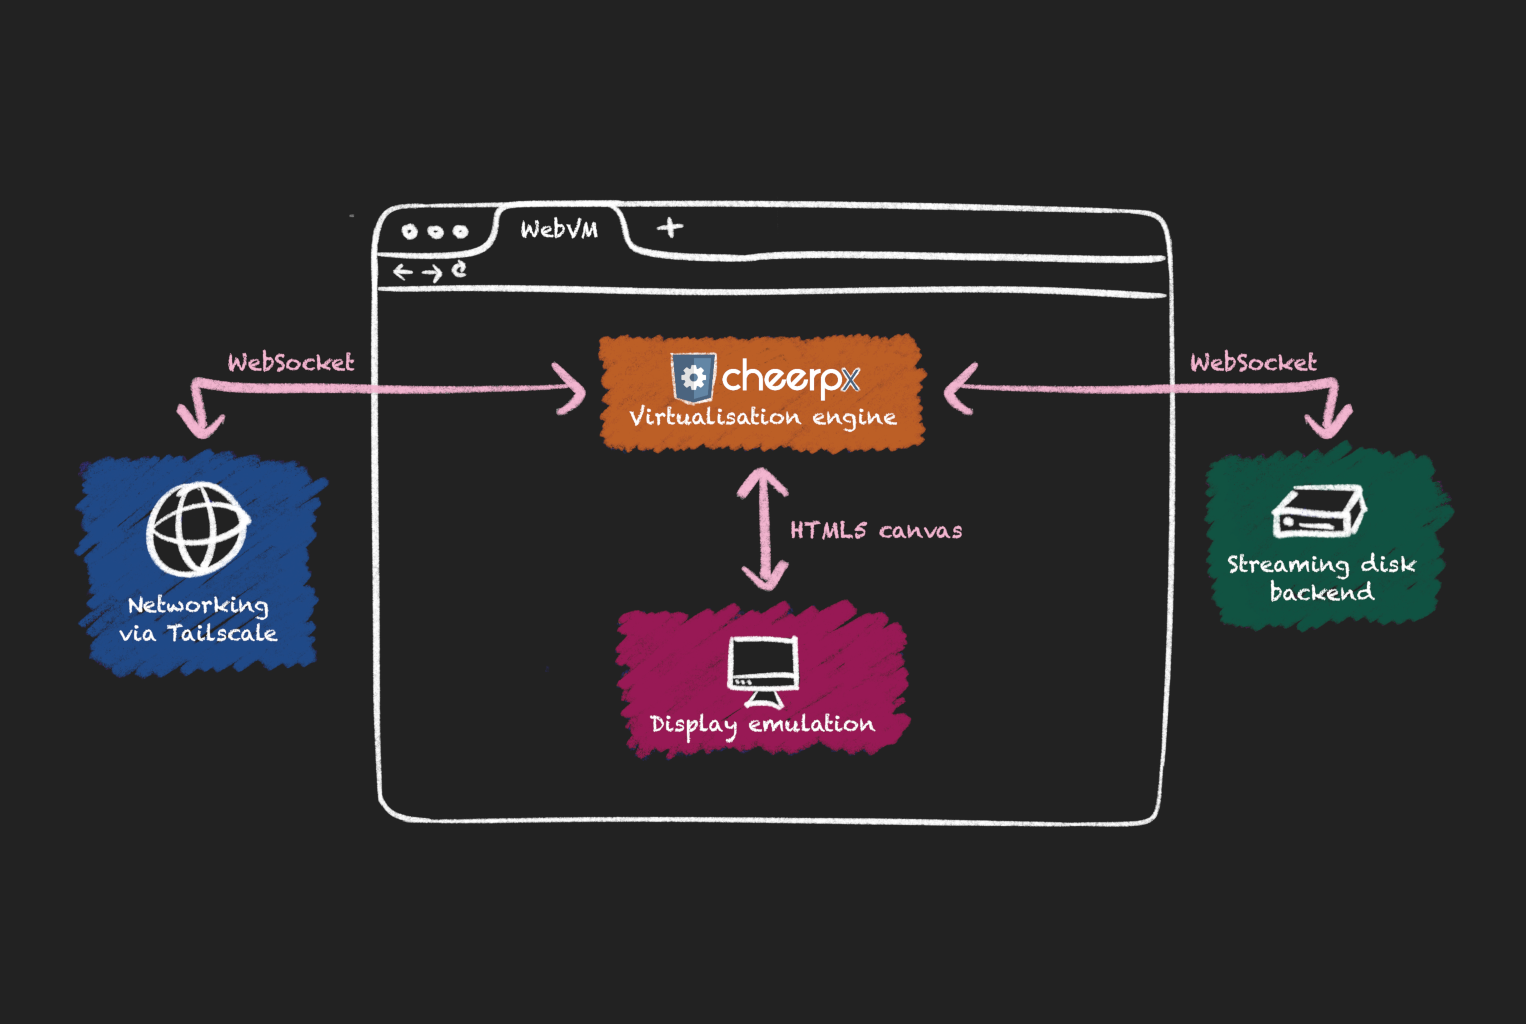 WebVM
WebSocket
WebSocket
cheerpx
Virtualisation engine
HTML5 canvas
Networking
via Tailscale
Streaming disk
backend
Display emulation